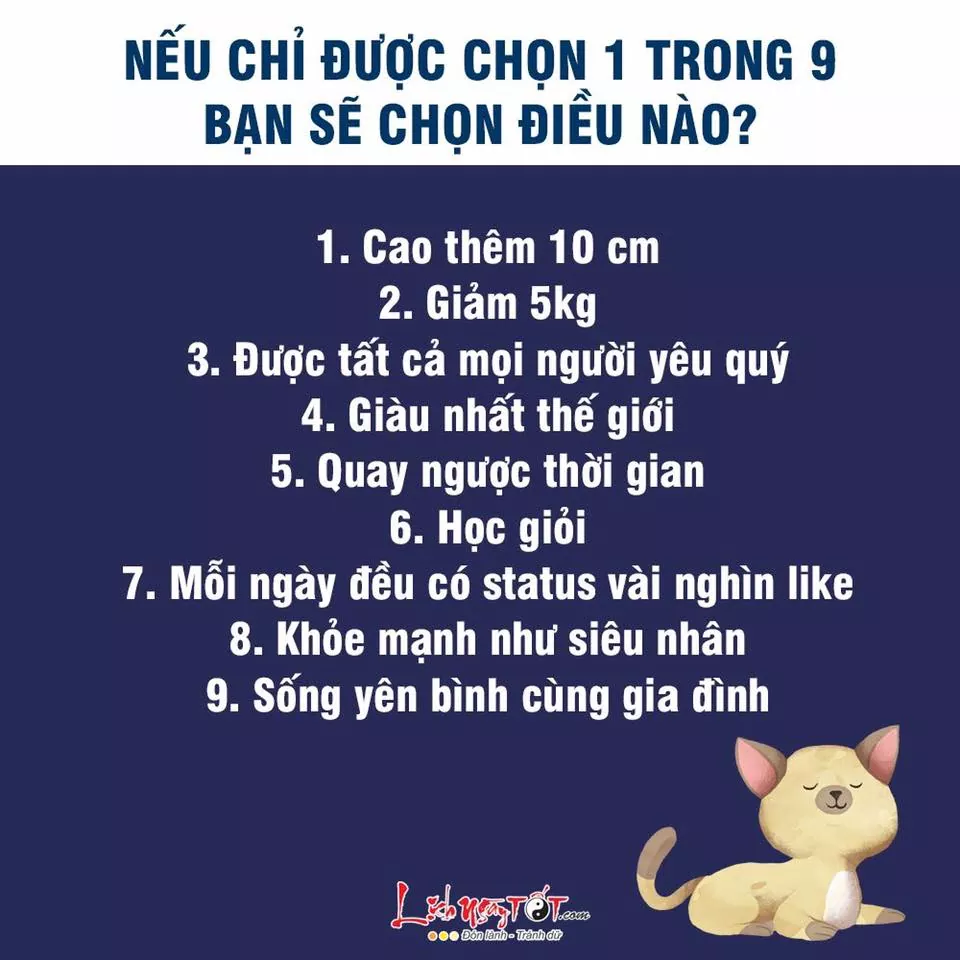 NẾU CHỈ ĐƯỢC CHỌN 1 TRONG 9
BẠN SẼ CHỌN ĐIỀU NÀO?
1. Cao thêm 10 cm
2. Giảm 5kg
3. Được tất cả mọi người yêu quý
4. Giàu nhất thế giới
5. Quay ngược thời gian
6. Học giỏi
7. Mỗi ngày đều có status vài nghìn like
8. Khỏe mạnh như siêu nhân
9. Sống yên bình cùng gia đình
Lịch Ngày TỐT.com
Đón lành - Tránh dữ